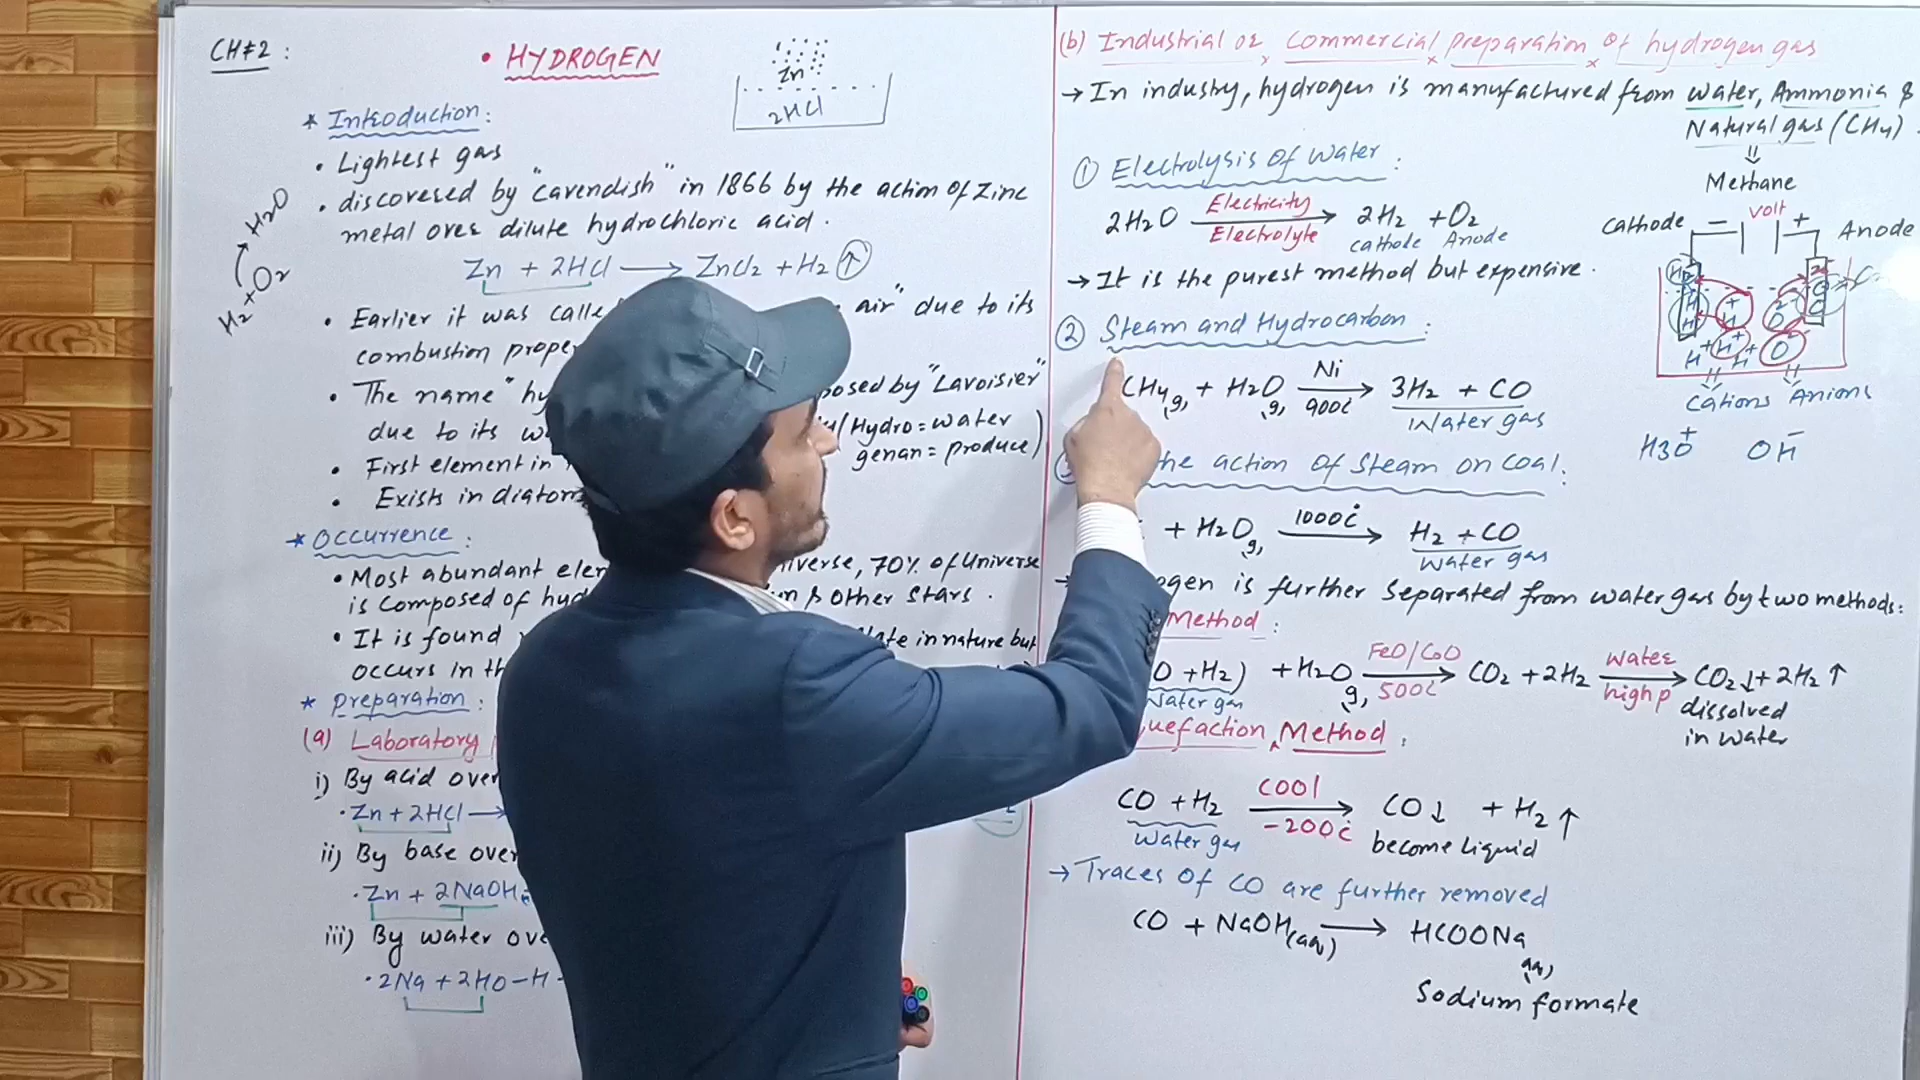 CH#2 :
• HYDROGEN
Zn
2HCl
* Introduction:
• Lightest gas
• discovered by "Cavendish" in 1866 by the action of Zinc
metal over dilute hydrochloric acid.
H2+O2 → H2O
Zn + 2HCl → ZnCl2 + H2 ↑
• Earlier it was calle air" due to its
combustion prope
• The name "hy posed by "Lavoisier"
due to its w (Hydro = water
genan = produce)
• First element in
• Exists in diatom
* Occurrence :
• Most abundant elem niverse, 70% of Universe
is composed of hyd n & other stars .
• It is found in nature but
occurs in th
* preparation :
(a) Laboratory
i) By acid over
• Zn + 2HCl →
ii) By base over
• Zn + 2NaOH
iii) By water ove
• 2Na + 2HO-H
(b) Industrial or Commercial preparation of hydrogen gas
→ In industry, hydrogen is manufactured from water, Ammonia &
Natural gas (CH4) .
⇓
Methane
① Electrolysis of water :
2H2O Electricity → Electrolyte 2H2 + O2
cathode Anode
→ It is the purest method but expensive .
Cathode − volt + Anode
H+ H+ H+
Cations Anions
H3O+ OH−
② Steam and Hydrocarbon :
CH4(g) + H2O(g) Ni → 900c 3H2 + CO
Water gas
he action of steam on coal :
+ H2O(g) 1000c → H2 + CO
Water gas
ogen is further separated from water gas by two methods :
Method :
O + H2) + H2O(g) FeO/CoO → 500c CO2 + 2H2 water → high p CO2↓ + 2H2 ↑
Water gas dissolved
in water
uefaction Method :
CO + H2 COOl → -200c CO↓ + H2 ↑
Water gas become liquid
→ Traces of CO are further removed
CO + NaOH(aq) → HCOONa
(aq)
Sodium formate